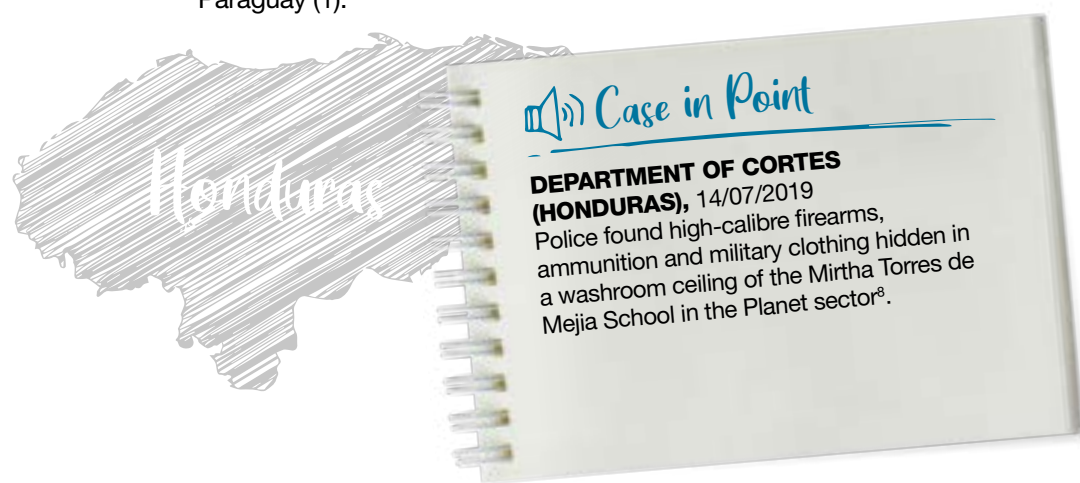 Paraguay (1).
Honduras
Case in Point
DEPARTMENT OF CORTES
(HONDURAS), 14/07/2019
Police found high-calibre firearms,
ammunition and military clothing hidden in
a washroom ceiling of the Mirtha Torres de
Mejia School in the Planet sector⁸.